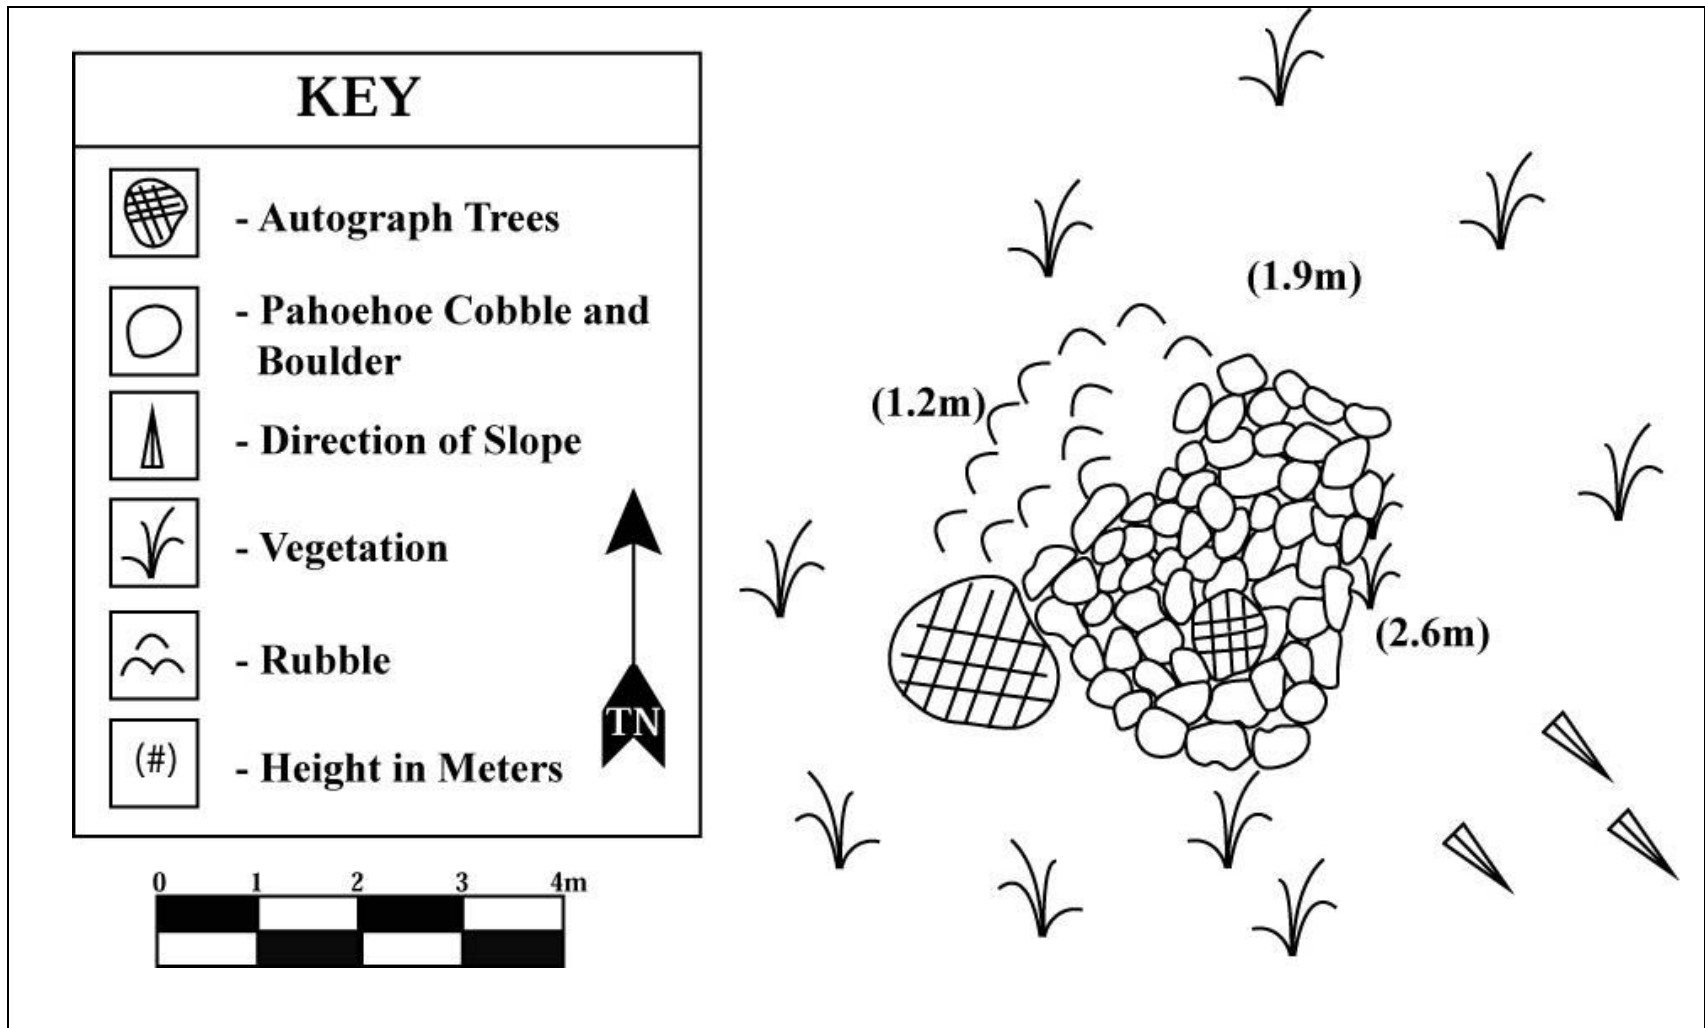 KEY
- Autograph Trees
- Pahoehoe Cobble and
Boulder
- Direction of Slope
- Vegetation
- Rubble
(#) - Height in Meters
TN
0 1 2 3 4m
(1.9m)
(1.2m)
(2.6m)